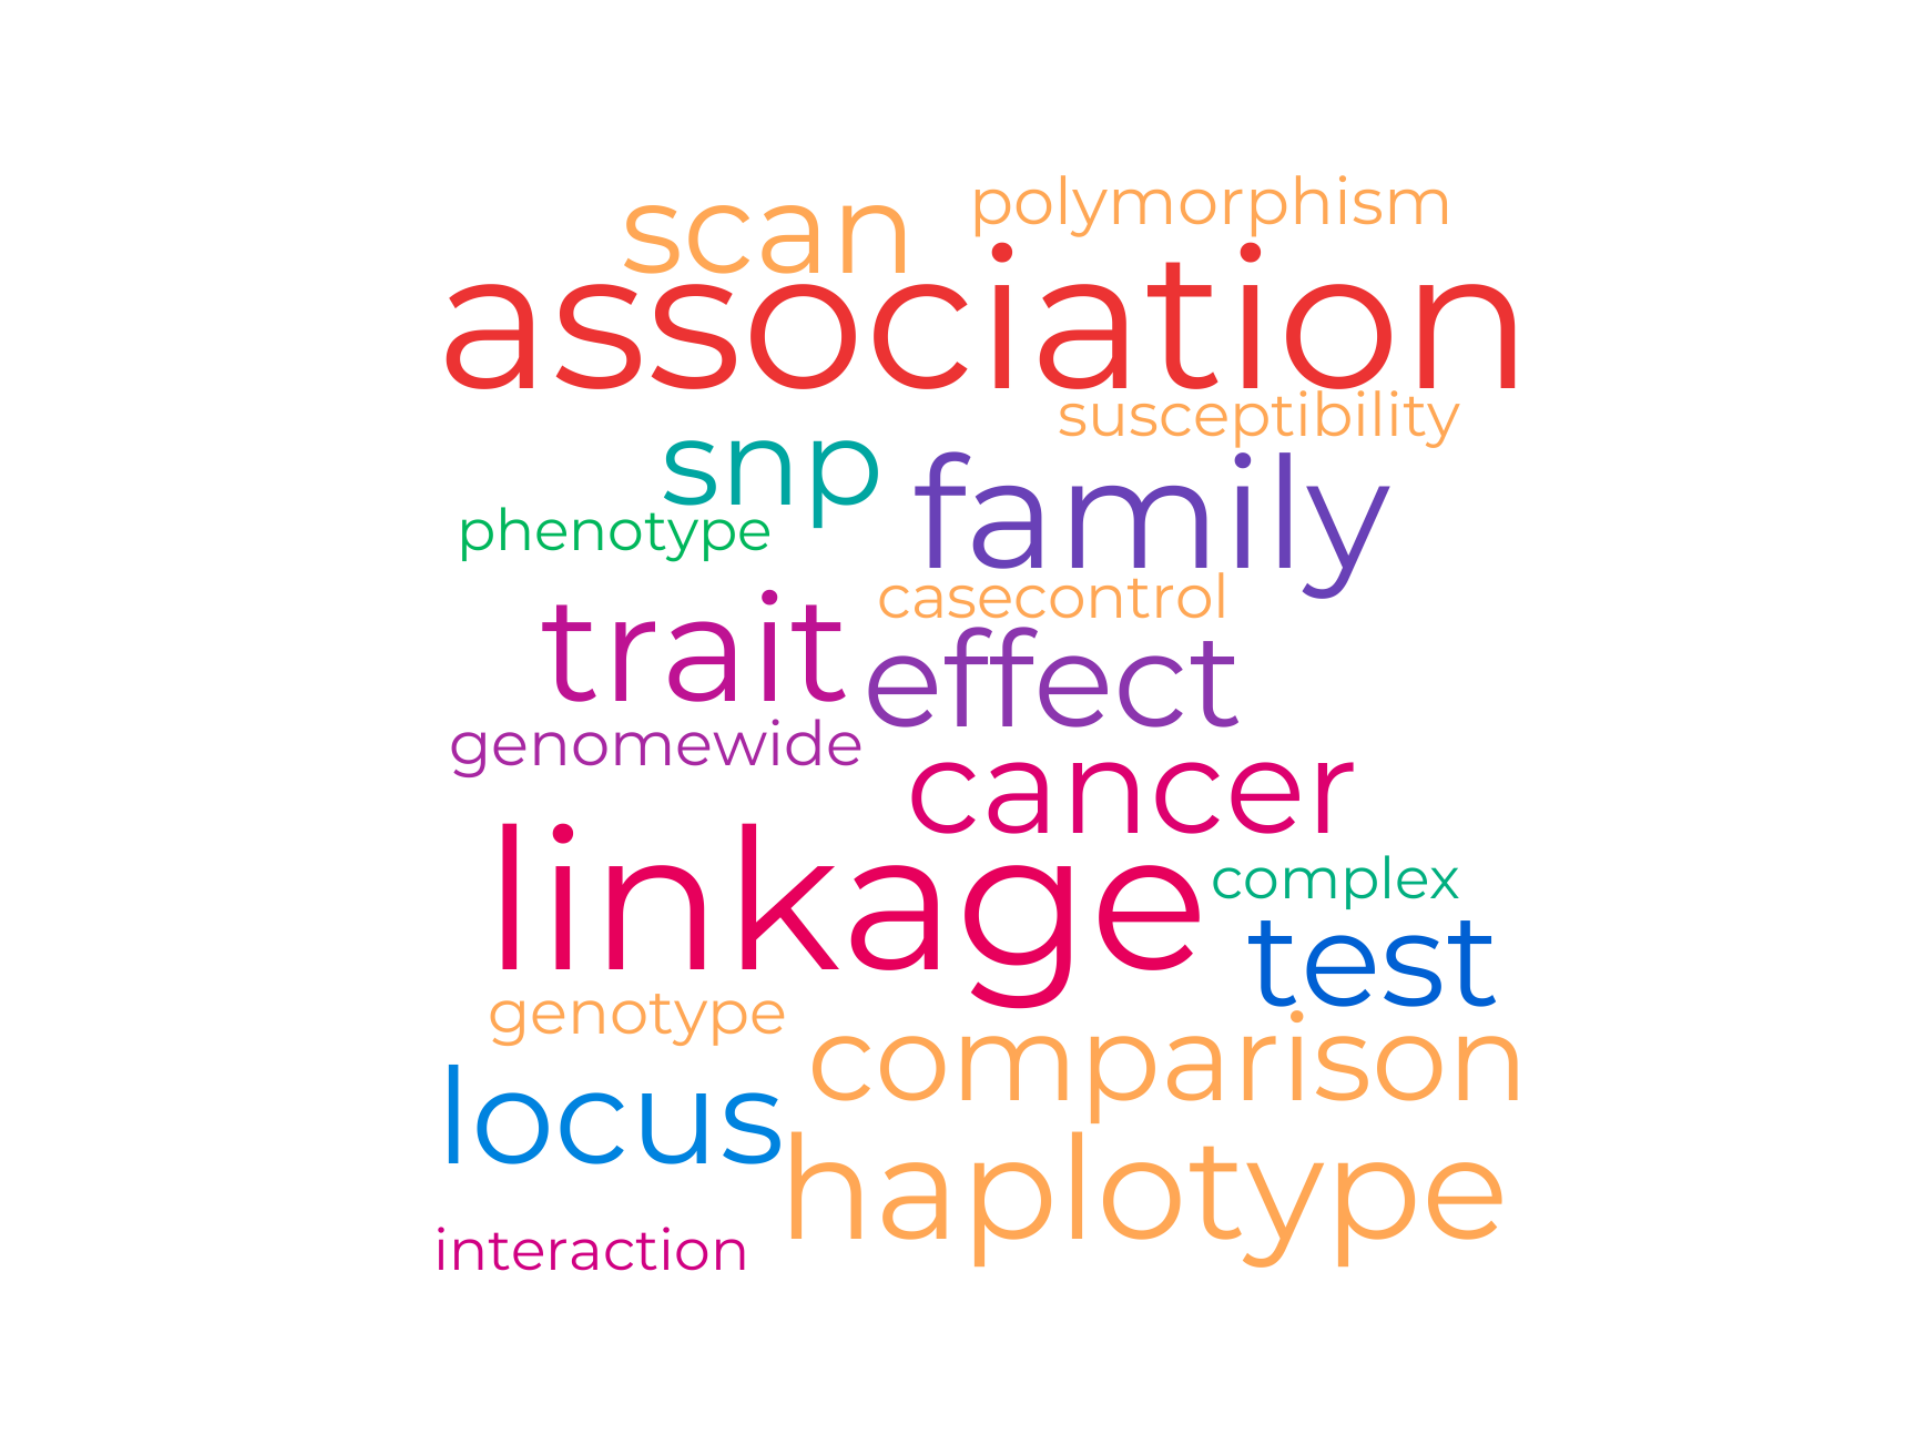 scan polymorphism
association
susceptibility
snp family
phenotype
casecontrol
trait effect
genomewide
cancer
linkage complex
test
genotype
comparison
locus haplotype
interaction